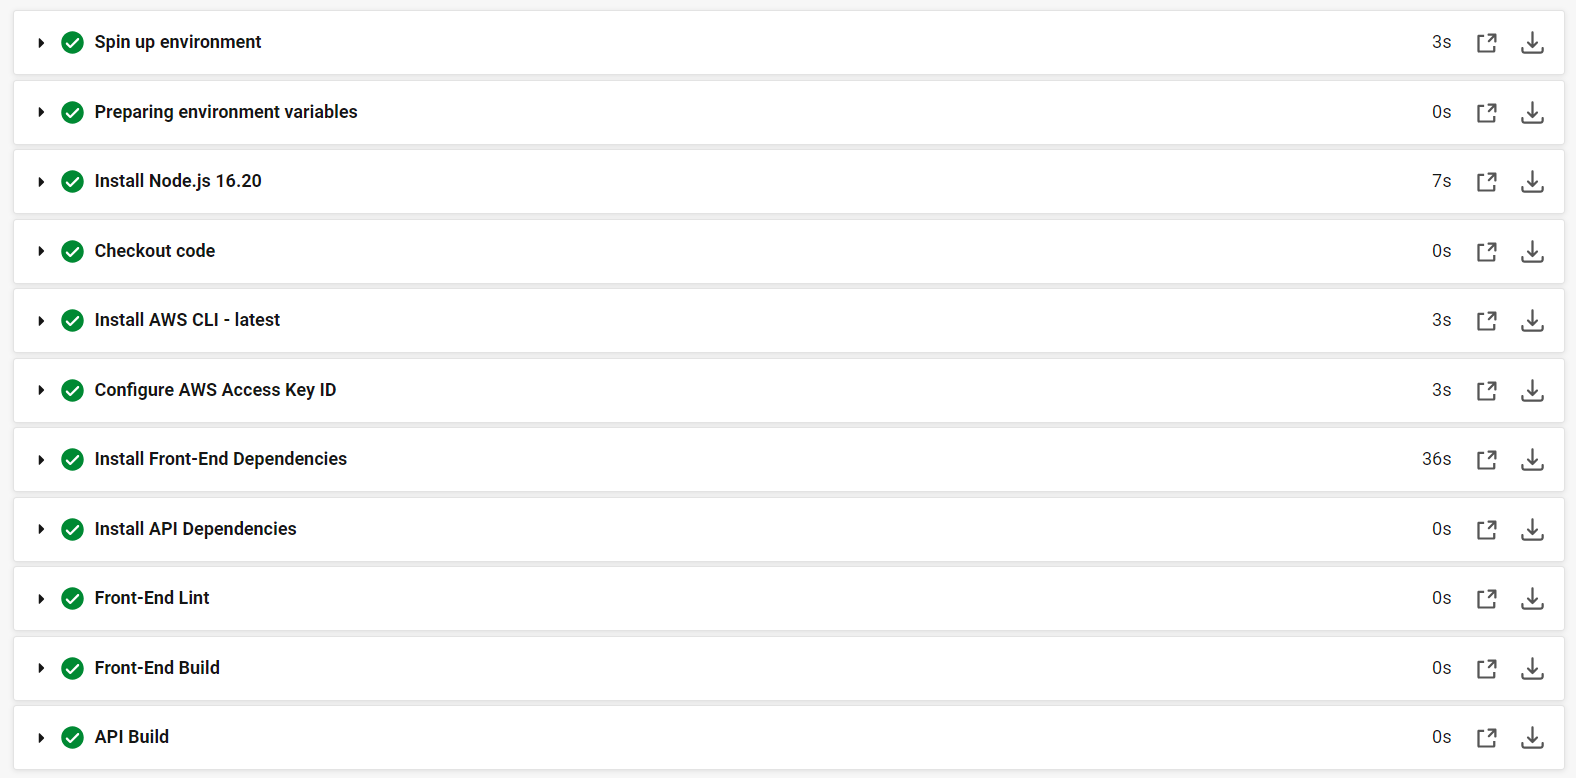 Spin up environment 3s
Preparing environment variables 0s
Install Node.js 16.20 7s
Checkout code 0s
Install AWS CLI - latest 3s
Configure AWS Access Key ID 3s
Install Front-End Dependencies 36s
Install API Dependencies 0s
Front-End Lint 0s
Front-End Build 0s
API Build 0s